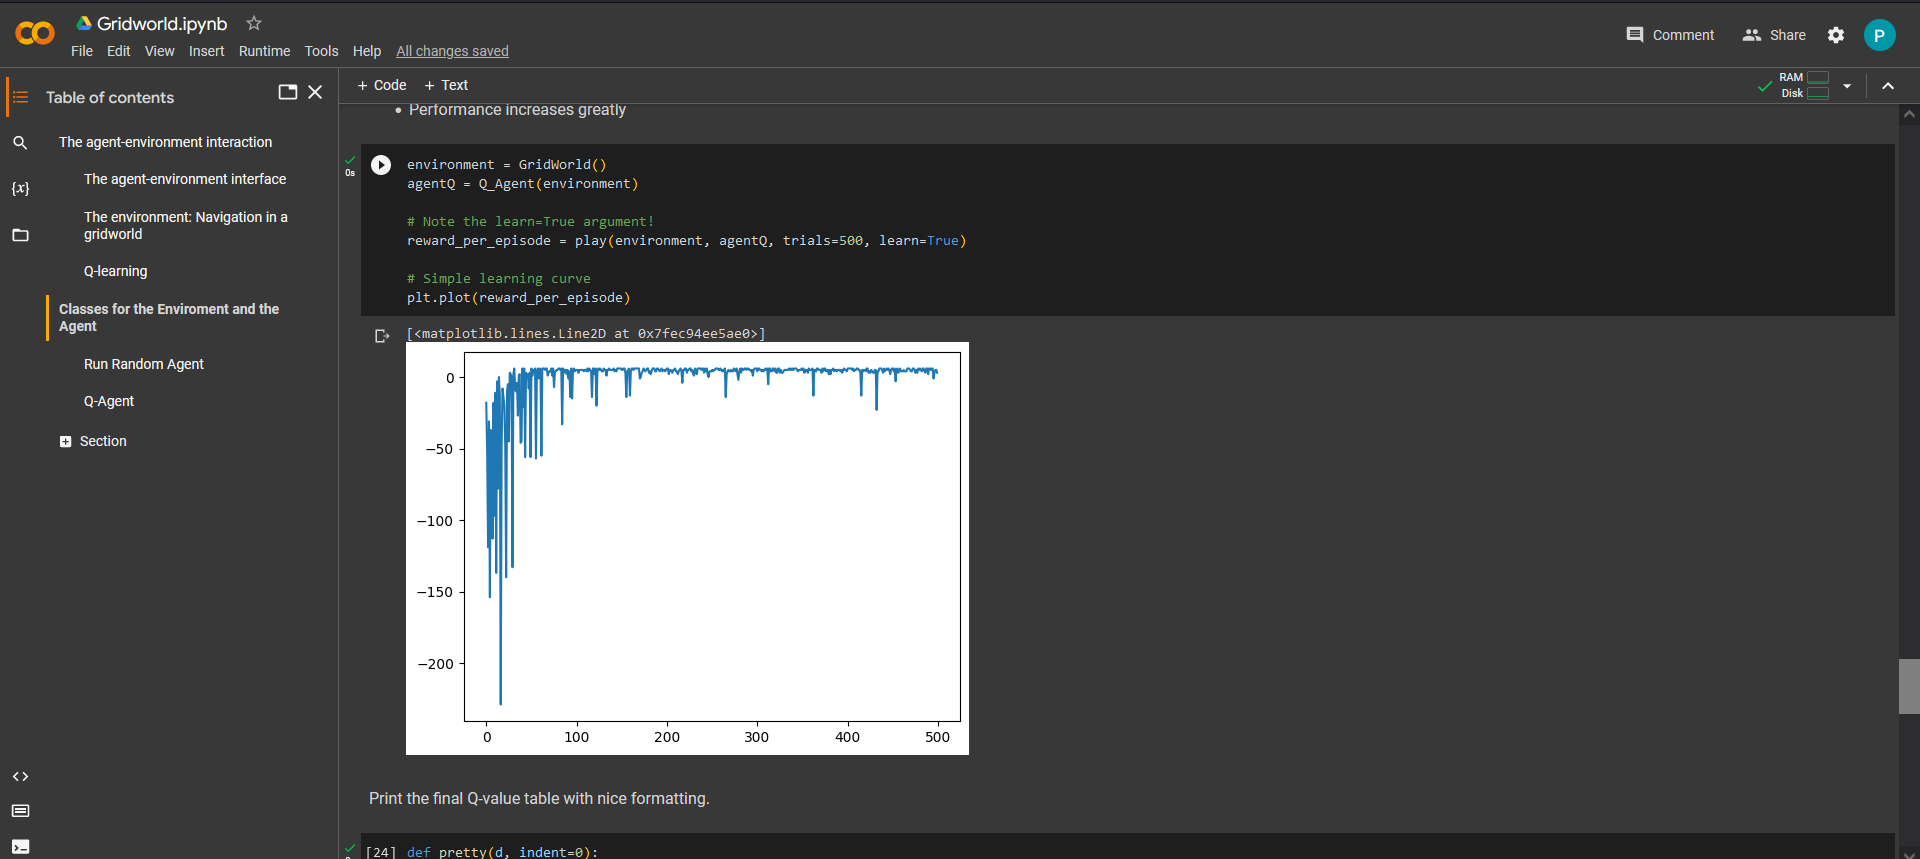 Gridworld.ipynb
File Edit View Insert Runtime Tools Help All changes saved
Comment Share P
Table of contents
+ Code + Text
RAM
Disk
The agent-environment interaction
The agent-environment interface
The environment: Navigation in a
gridworld
Q-learning
Classes for the Enviroment and the
Agent
Run Random Agent
Q-Agent
Section
{x}
• Performance increases greatly
0s
environment = GridWorld()
agentQ = Q_Agent(environment)
# Note the learn=True argument!
reward_per_episode = play(environment, agentQ, trials=500, learn=True)
# Simple learning curve
plt.plot(reward_per_episode)
[<matplotlib.lines.Line2D at 0x7fec94ee5ae0>]
0
−50
−100
−150
−200
0 100 200 300 400 500
Print the final Q-value table with nice formatting.
[24] def pretty(d, indent=0):